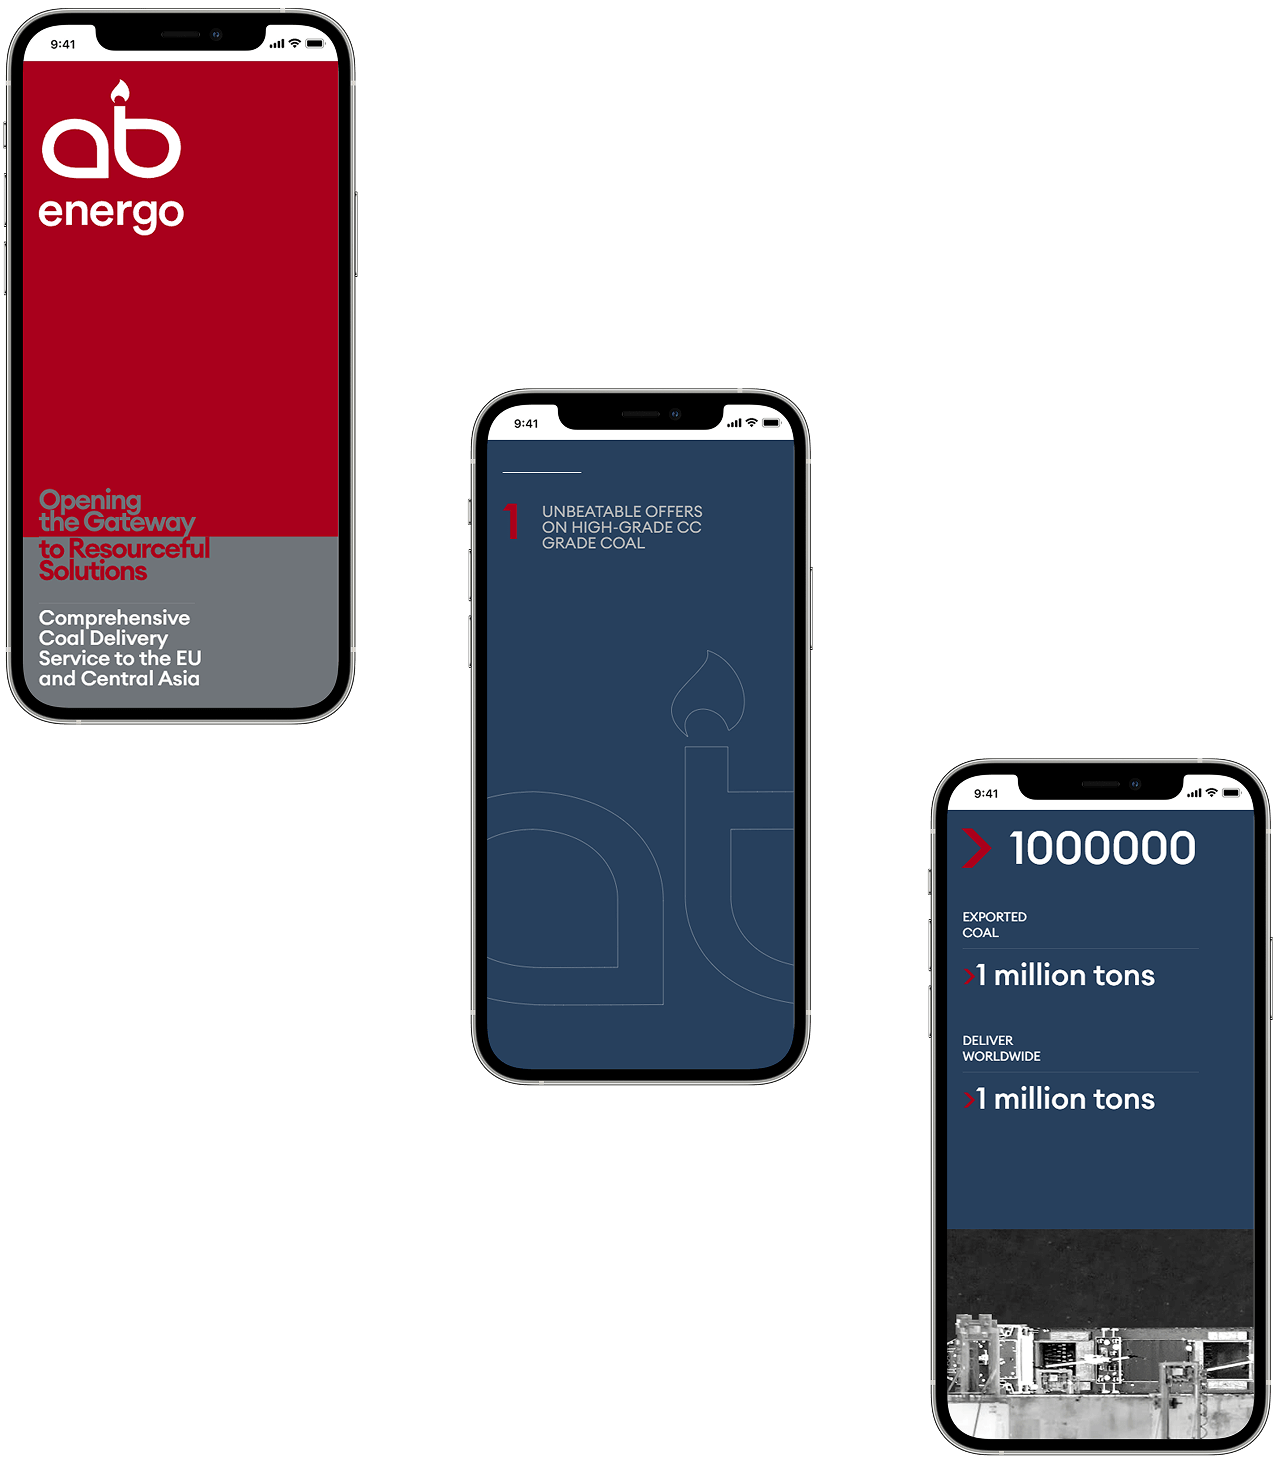 9:41
ab
energo
Opening
the Gateway
to Resourceful
Solutions
Comprehensive
Coal Delivery
Service to the EU
and Central Asia
9:41
1
UNBEATABLE OFFERS
ON HIGH-GRADE CC
GRADE COAL
9:41
> 1000000
EXPORTED
COAL
>1 million tons
DELIVER
WORLDWIDE
>1 million tons